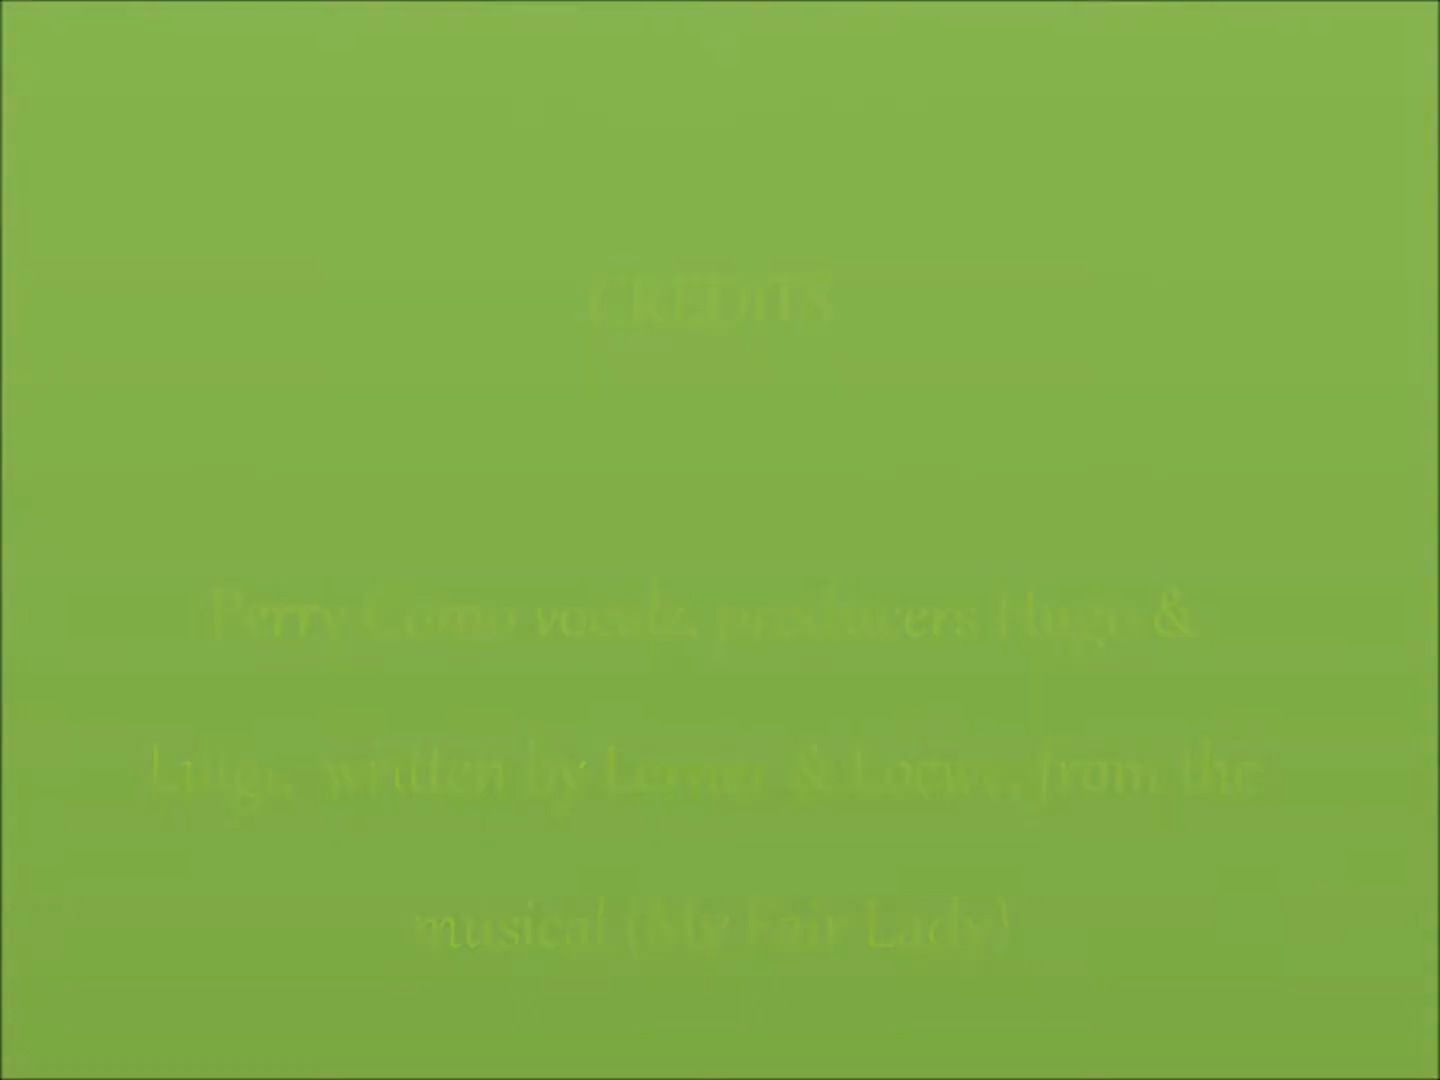 CREDITS
Perry Como vocals, producers Hugo &
Luigi, written by Lerner & Loewe, from the
musical (My Fair Lady)